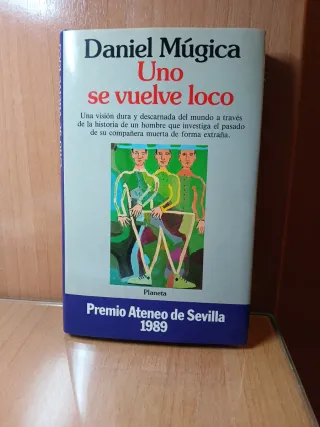 Daniel Múgica
Uno
se vuelve loco
Una visión dura y descarnada del mundo a través
de la historia de un hombre que investiga el pasado
de su compañera muerta de forma extraña.
Planeta
Premio Ateneo de Sevilla
1989